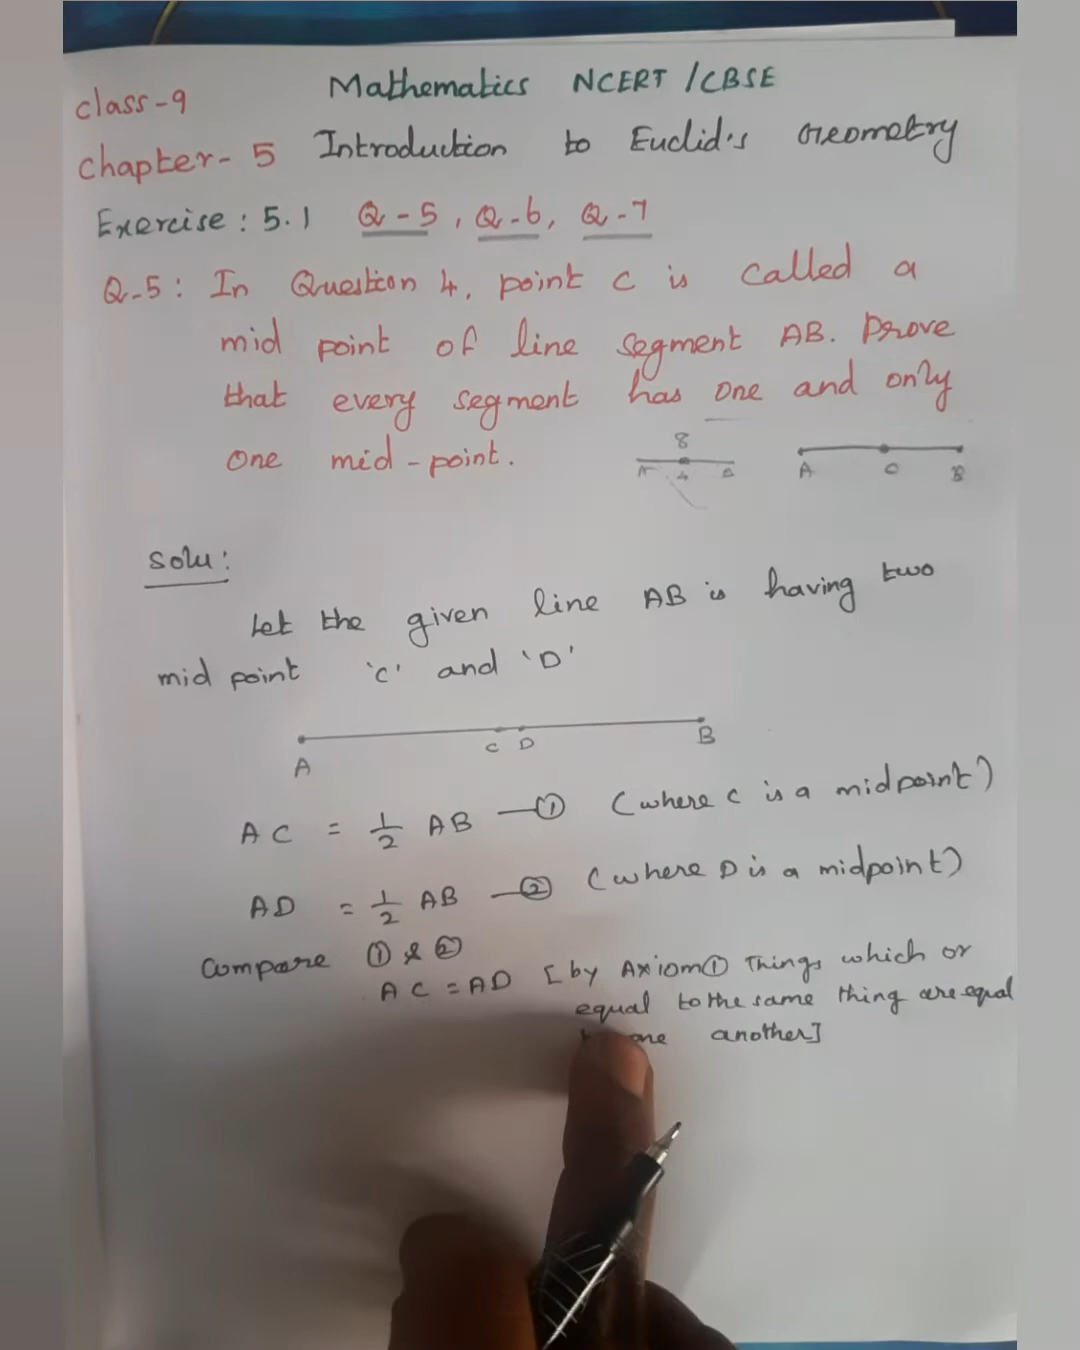 Mathematics NCERT /CBSE
class-9
chapter- 5 Introduction to Euclid's Geometry
Exercise: 5.1 Q-5, Q-6, Q-7
Q-5: In Question 4, point C is called a
mid point of line segment AB. Prove
that every segment has one and only
one mid-point.
8
A 4 B
A C B
Solu:
Let the given line AB is having two
mid point 'C' and 'D'
A C D B
AC = 1/2 AB —① (where C is a midpoint)
AD = 1/2 AB —② (where D is a midpoint)
Compare ① & ②
AC = AD [by Axiom① Things which or
equal to the same thing are equal
one another]